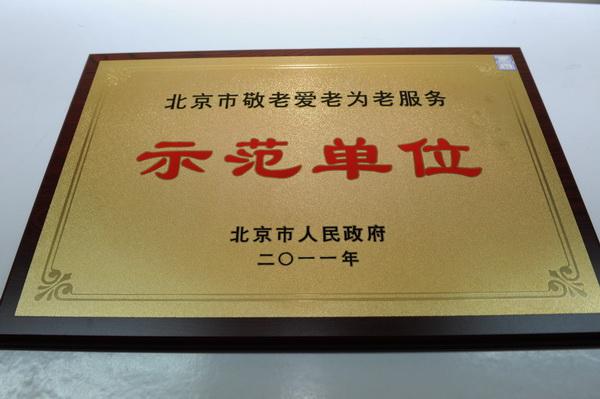 北京市敬老爱老为老服务
示范单位
北京市人民政府
二〇一一年